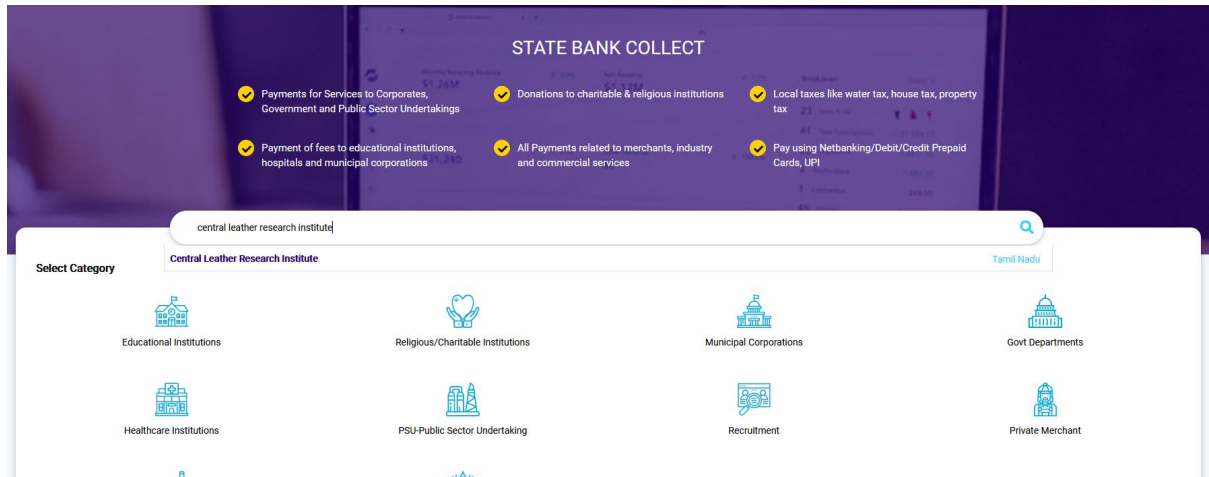 STATE BANK COLLECT
Payments for Services to Corporates,
Government and Public Sector Undertakings
Donations to charitable & religious institutions
Local taxes like water tax, house tax, property
tax
Payment of fees to educational institutions,
hospitals and municipal corporations
All Payments related to merchants, industry
and commercial services
Pay using Netbanking/Debit/Credit Prepaid
Cards, UPI
central leather research institute
Central Leather Research Institute
Tamil Nadu
Select Category
Educational Institutions
Religious/Charitable Institutions
Municipal Corporations
Govt Departments
Healthcare Institutions
PSU-Public Sector Undertaking
Recruitment
Private Merchant